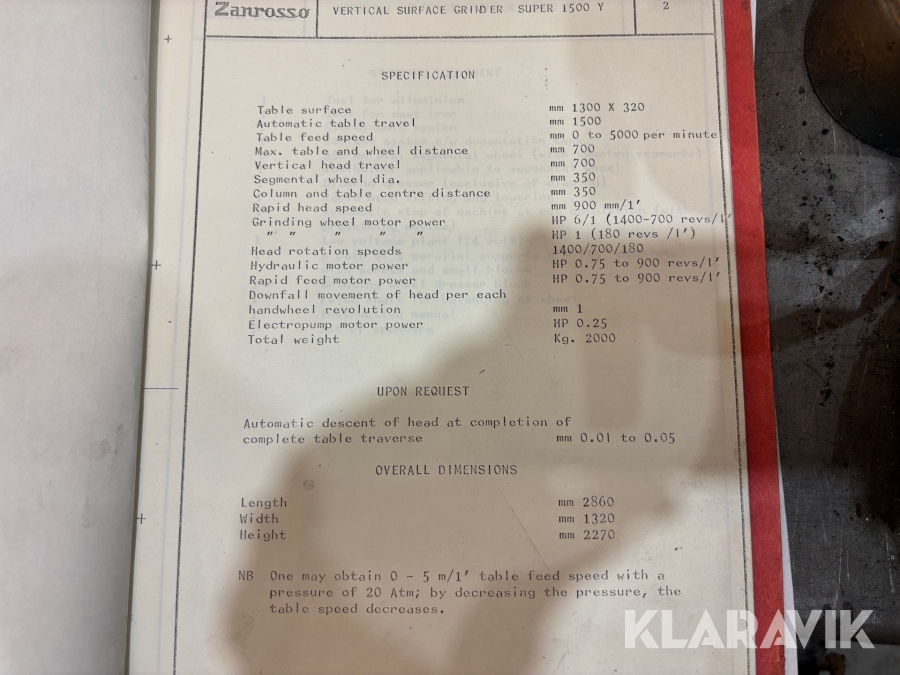 Zanrosso VERTICAL SURFACE GRINDER SUPER 1500 Y 2
SPECIFICATION
Table surface mm 1300 X 320
Automatic table travel mm 1500
Table feed speed mm 0 to 5000 per minute
Max. table and wheel distance mm 700
Vertical head travel mm 700
Segmental wheel dia. mm 350
Column and table centre distance mm 350
Rapid head speed mm 900 mm/1'
Grinding wheel motor power HP 6/1 (1400-700 revs/1'
" " " " " HP 1 (180 revs /1')
Head rotation speeds 1400/700/180
Hydraulic motor power HP 0.75 to 900 revs/1'
Rapid feed motor power HP 0.75 to 900 revs/1'
Downfall movement of head per each
handwheel revolution mm 1
Electropump motor power HP 0.25
Total weight Kg. 2000
UPON REQUEST
Automatic descent of head at completion of
complete table traverse mm 0.01 to 0.05
OVERALL DIMENSIONS
Length mm 2860
Width mm 1320
Height mm 2270
NB One may obtain 0 - 5 m/1' table feed speed with a
pressure of 20 Atm; by decreasing the pressure, the
table speed decreases.
KLARAVIK